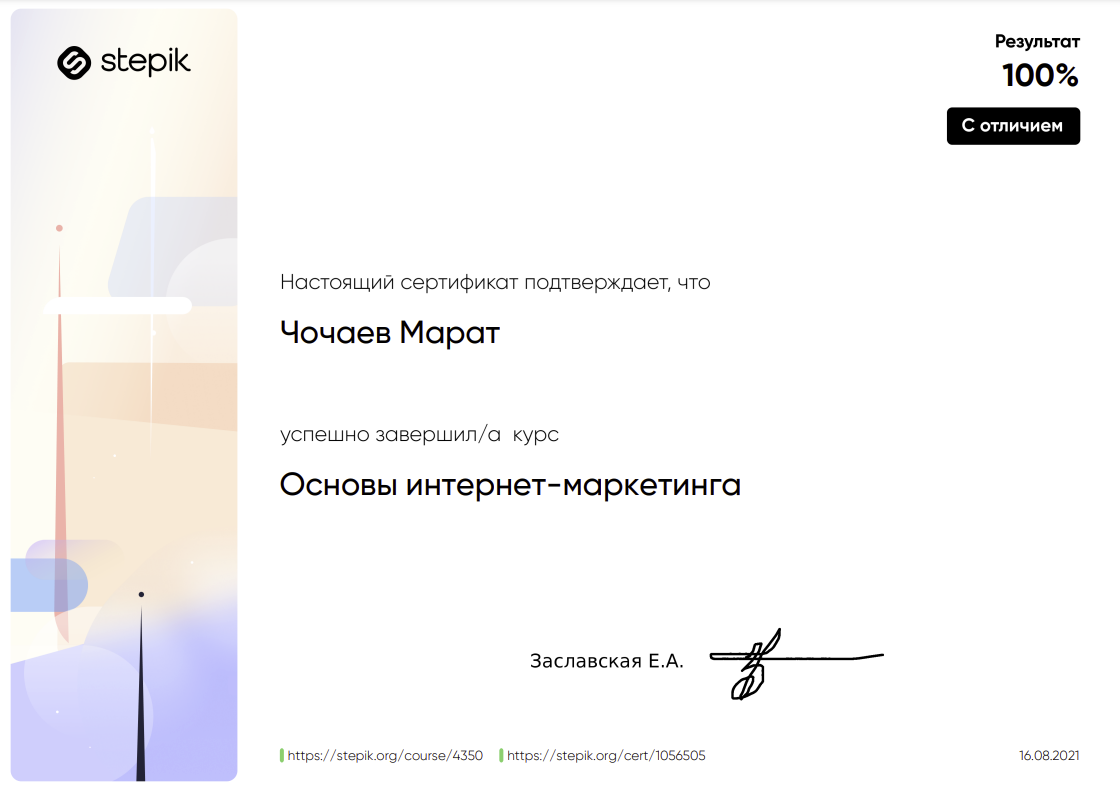 stepik
Результат
100%
С отличием
Настоящий сертификат подтверждает, что
Чочаев Марат
успешно завершил/а курс
Основы интернет-маркетинга
Заславская Е.А.
https://stepik.org/course/4350 https://stepik.org/cert/1056505 16.08.2021